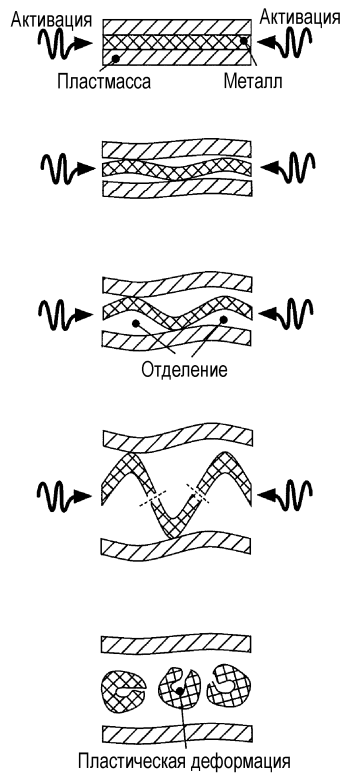 Активация Активация
Пластмасса Металл
Отделение
Пластическая деформация